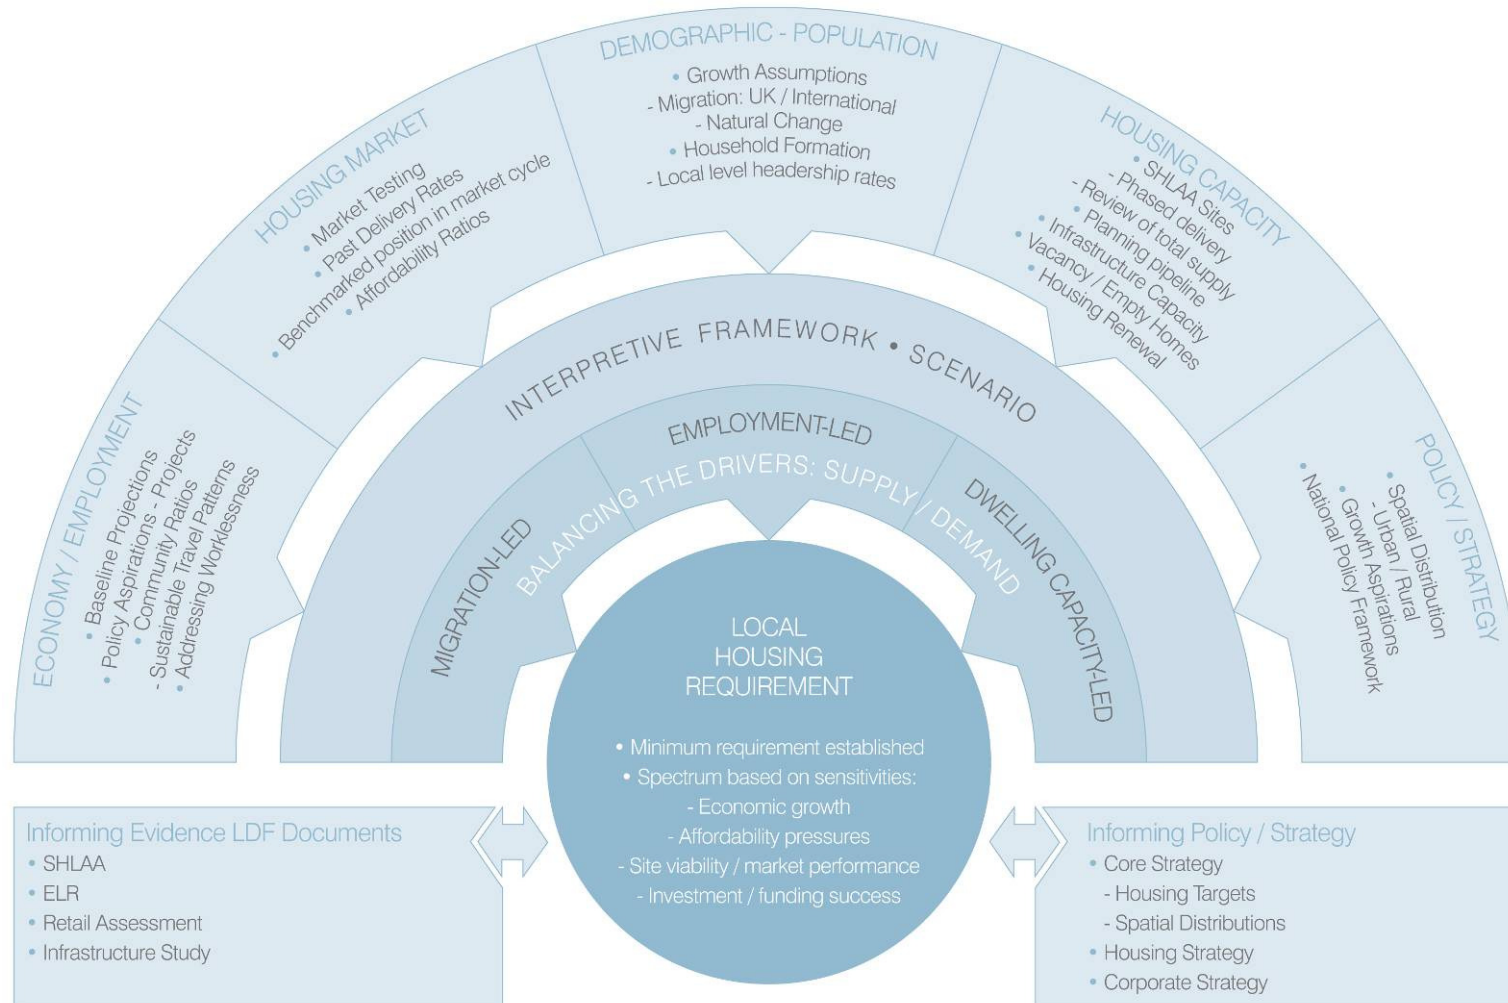 DEMOGRAPHIC - POPULATION
• Growth Assumptions
- Migration: UK / International
- Natural Change
• Household Formation
- Local level headership rates
HOUSING MARKET
• Market Testing
• Past Delivery Rates
• Benchmarked position in market cycle
• Affordability Ratios
HOUSING CAPACITY
• SHLAA Sites
- Phased delivery
- Review of total supply
• Planning pipeline
• Infrastructure Capacity
• Vacancy / Empty Homes
• Housing Renewal
ECONOMY / EMPLOYMENT
• Baseline Projections
• Policy Aspirations - Projects
• Community Ratios
- Sustainable Travel Patterns
• Addressing Worklessness
POLICY / STRATEGY
• Spatial Distribution
- Urban / Rural
• Growth Aspirations
• National Policy Framework
INTERPRETIVE FRAMEWORK • SCENARIO
MIGRATION-LED
EMPLOYMENT-LED
DWELLING CAPACITY-LED
BALANCING THE DRIVERS: SUPPLY / DEMAND
LOCAL
HOUSING
REQUIREMENT
• Minimum requirement established
• Spectrum based on sensitivities:
- Economic growth
- Affordability pressures
- Site viability / market performance
- Investment / funding success
Informing Evidence LDF Documents
• SHLAA
• ELR
• Retail Assessment
• Infrastructure Study
Informing Policy / Strategy
• Core Strategy
- Housing Targets
- Spatial Distributions
• Housing Strategy
• Corporate Strategy